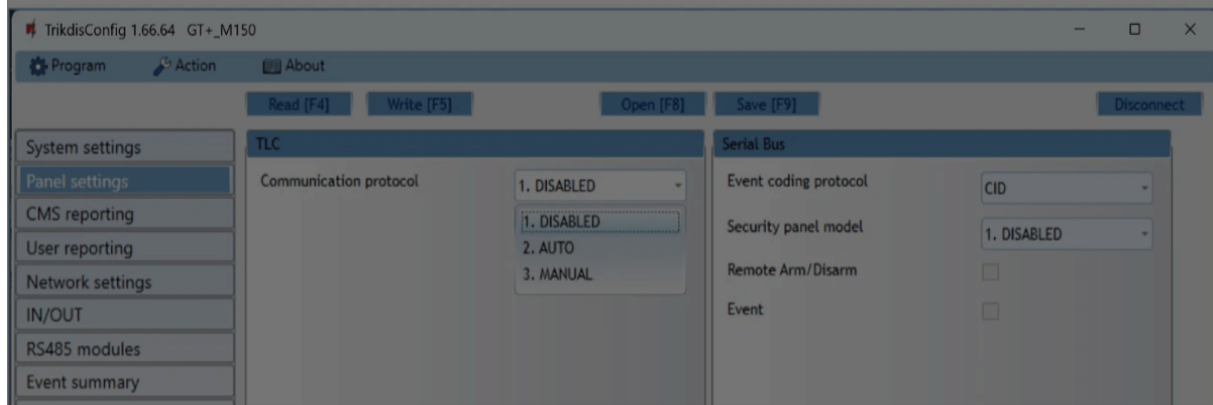 TrikdisConfig 1.66.64 GT+_M150
Program Action About
Read [F4] Write [F5] Open [F8] Save [F9] Disconnect
System settings
Panel settings
CMS reporting
User reporting
Network settings
IN/OUT
RS485 modules
Event summary
TLC
Communication protocol 1. DISABLED
1. DISABLED
2. AUTO
3. MANUAL
Serial Bus
Event coding protocol CID
Security panel model 1. DISABLED
Remote Arm/Disarm
Event